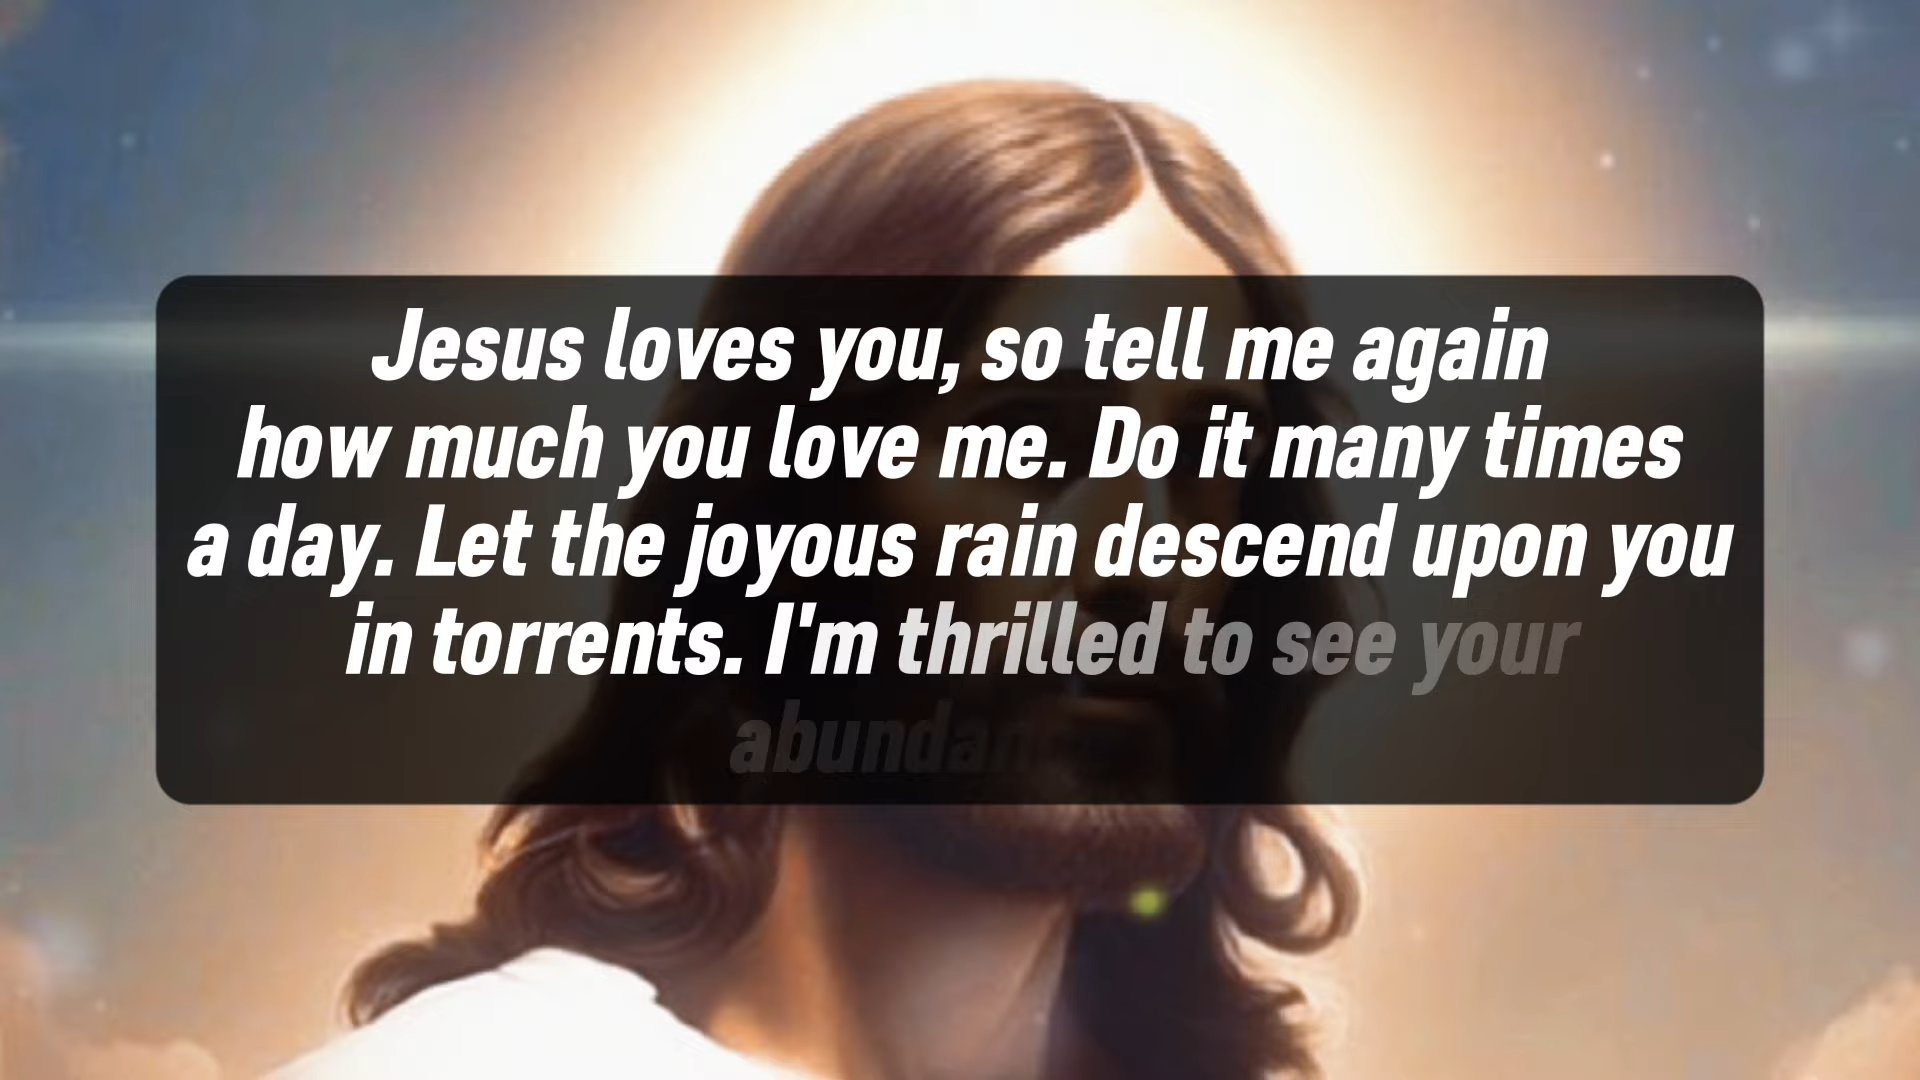 Jesus loves you, so tell me again
how much you love me. Do it many times
a day. Let the joyous rain descend upon you
in torrents. I'm thrilled to see your